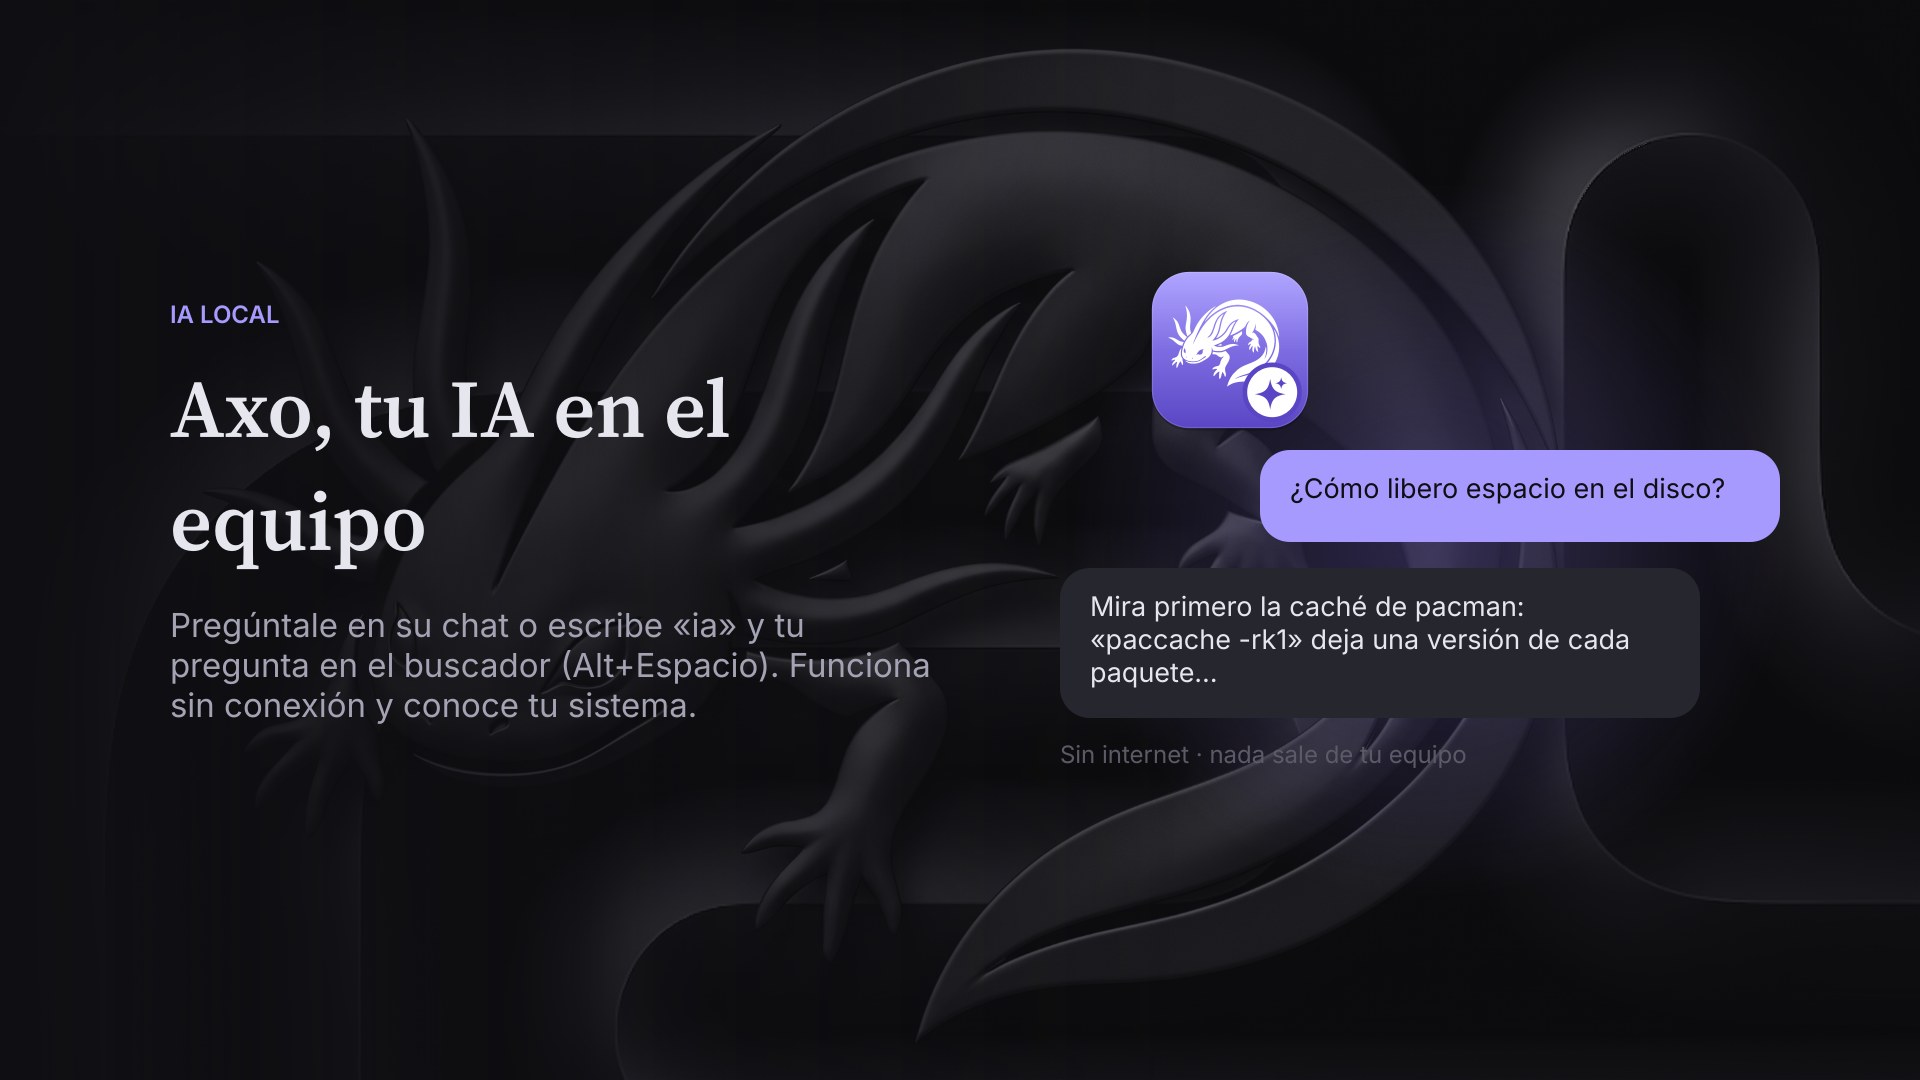 IA LOCAL
Axo, tu IA en el
equipo
Pregúntale en su chat o escribe «ia» y tu
pregunta en el buscador (Alt+Espacio). Funciona
sin conexión y conoce tu sistema.
¿Cómo libero espacio en el disco?
Mira primero la caché de pacman:
«paccache -rk1» deja una versión de cada
paquete…
Sin internet · nada sale de tu equipo